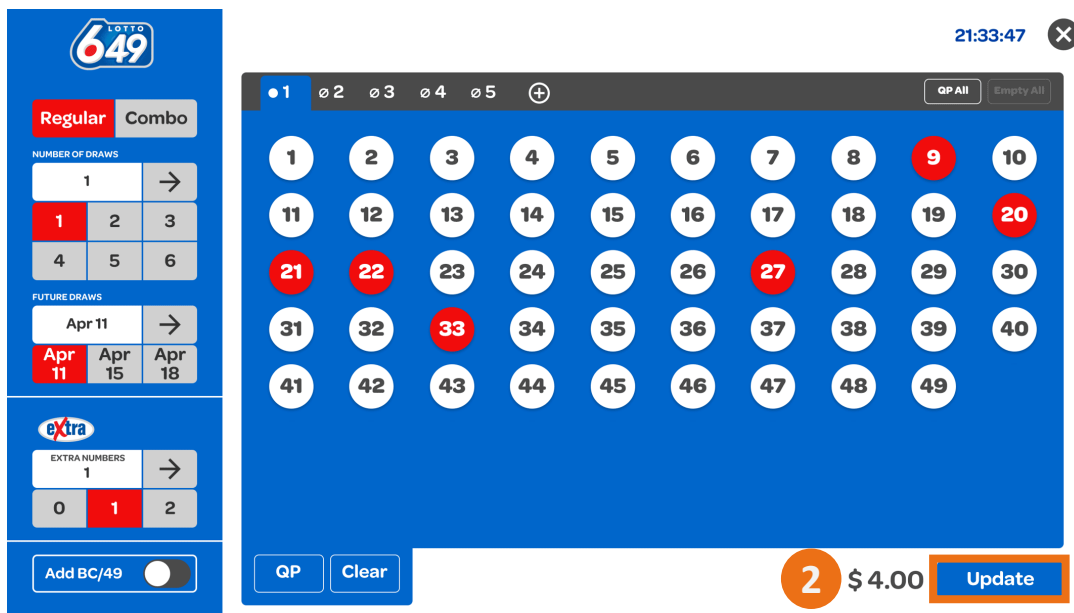 LOTTO
649
21:33:47
1 ⌀2 ⌀3 ⌀4 ⌀5
QP All Empty All
Regular Combo
NUMBER OF DRAWS
1
1 2 3
4 5 6
FUTURE DRAWS
Apr 11
Apr 11 Apr 15 Apr 18
extra
EXTRA NUMBERS
1
0 1 2
Add BC/49
1 2 3 4 5 6 7 8 9 10
11 12 13 14 15 16 17 18 19 20
21 22 23 24 25 26 27 28 29 30
31 32 33 34 35 36 37 38 39 40
41 42 43 44 45 46 47 48 49
QP Clear
2 $ 4.00 Update